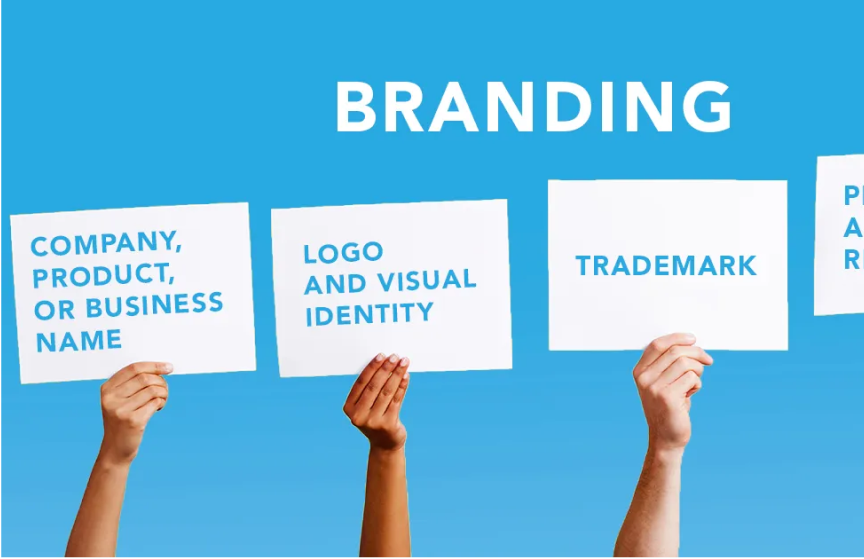 BRANDING
COMPANY,
PRODUCT,
OR BUSINESS
NAME
LOGO
AND VISUAL
IDENTITY
TRADEMARK